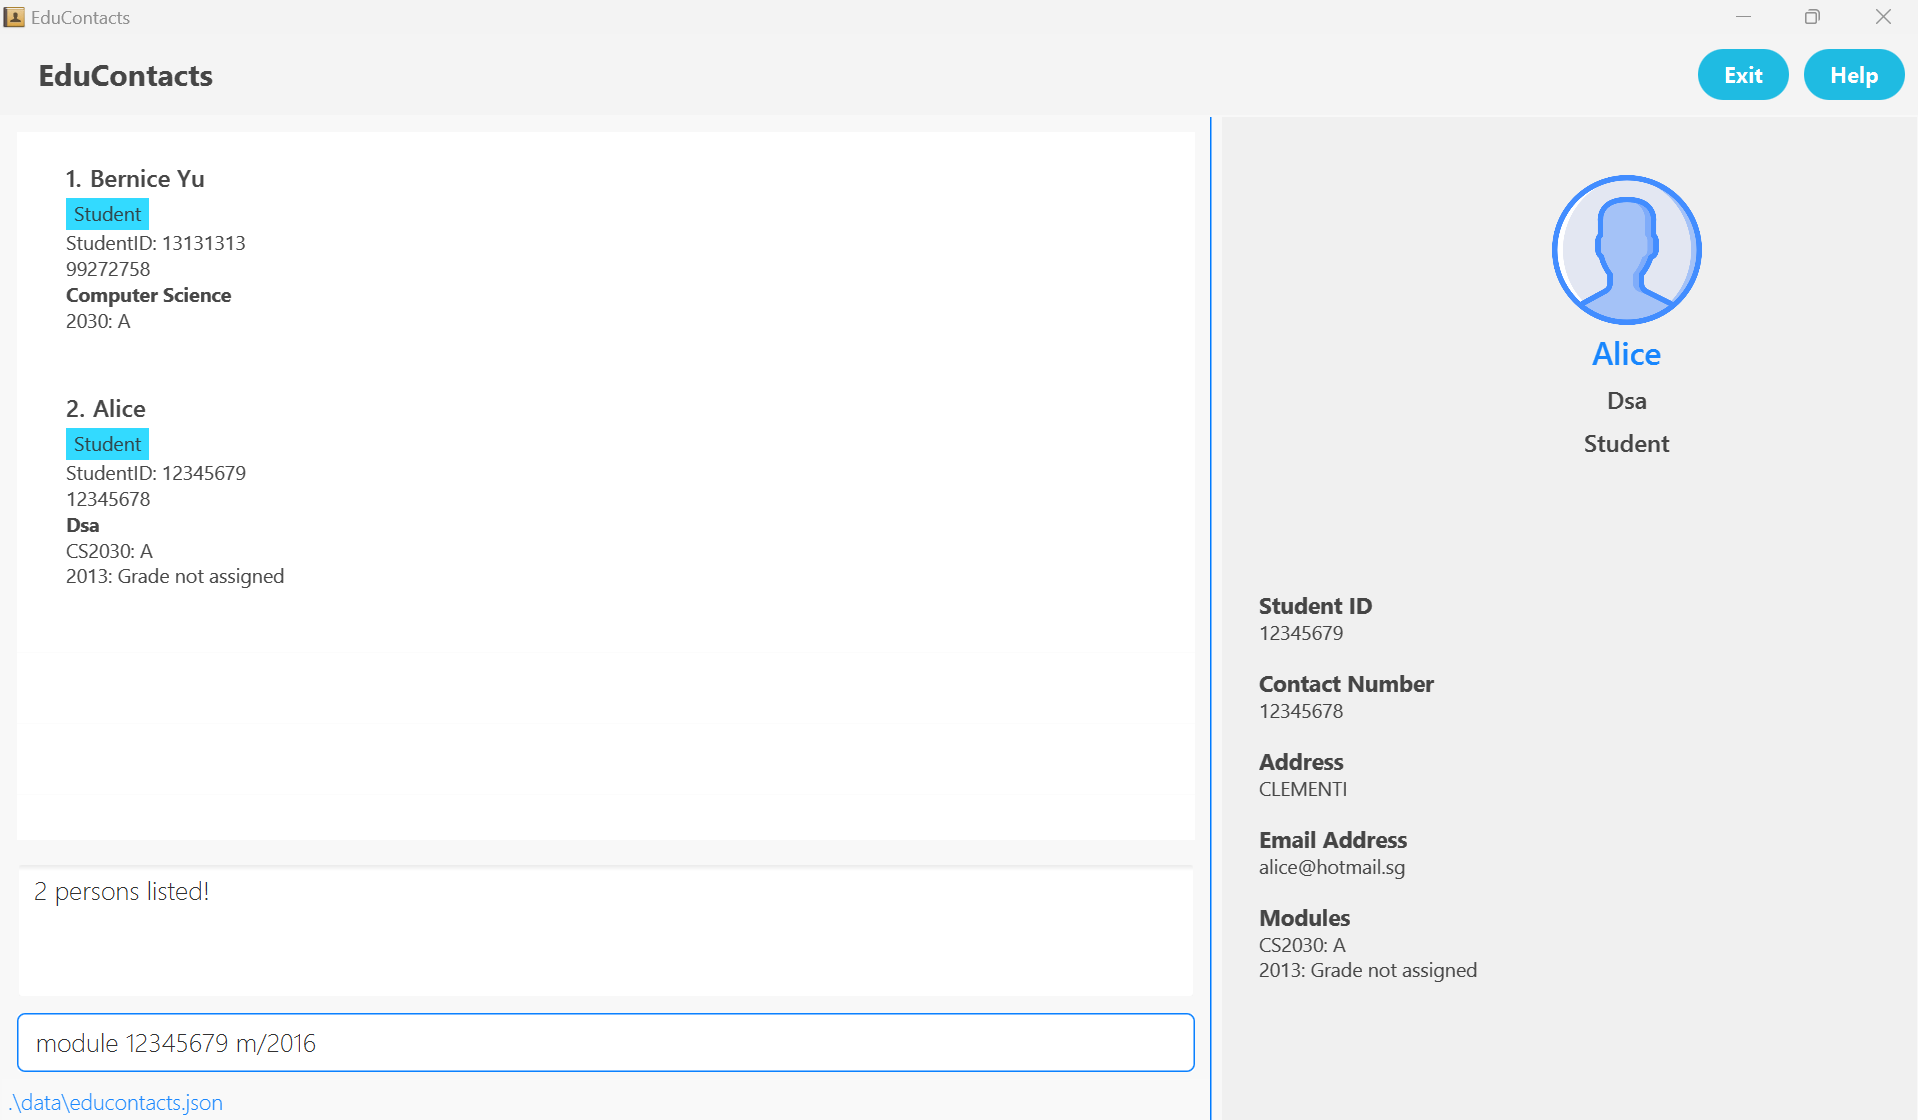 EduContacts
EduContacts
Exit
Help
1. Bernice Yu
Student
StudentID: 13131313
99272758
Computer Science
2030: A
2. Alice
Student
StudentID: 12345679
12345678
Dsa
CS2030: A
2013: Grade not assigned
2 persons listed!
module 12345679 m/2016
.\data\educontacts.json
Alice
Dsa
Student
Student ID
12345679
Contact Number
12345678
Address
CLEMENTI
Email Address
alice@hotmail.sg
Modules
CS2030: A
2013: Grade not assigned